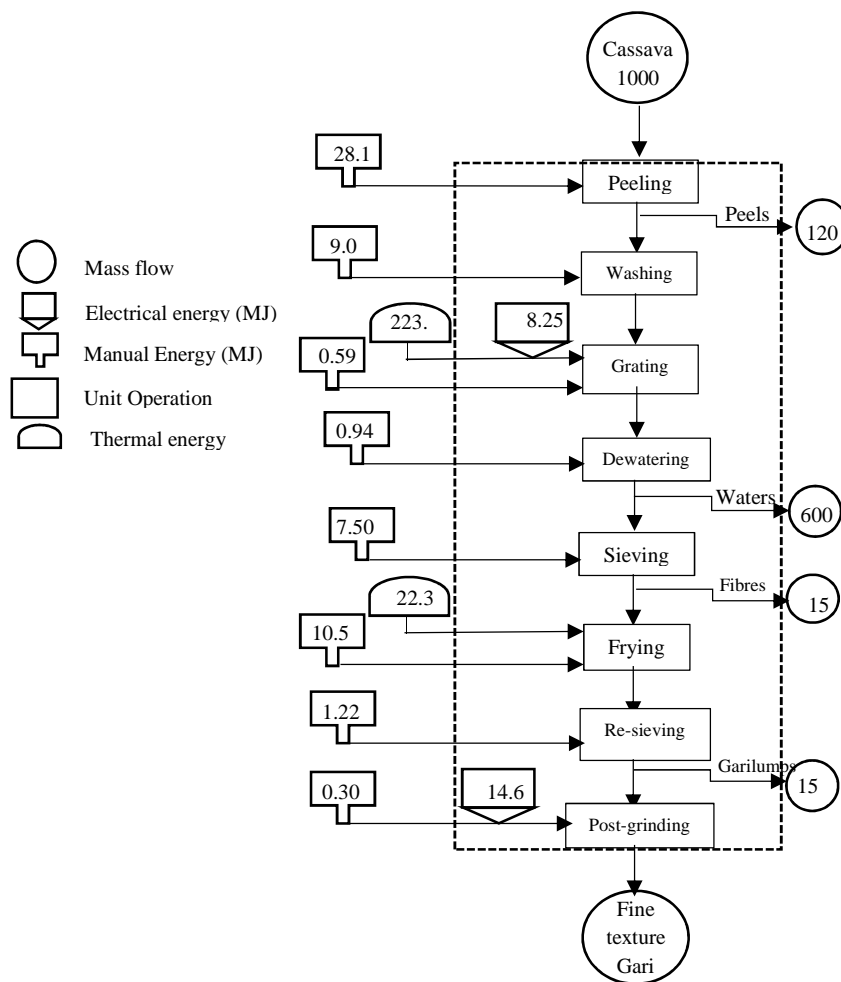 Cassava
1000
28.1
Peeling
Peels
120
9.0
Washing
Mass flow
Electrical energy (MJ)
Manual Energy (MJ)
Unit Operation
Thermal energy
223.
8.25
0.59
Grating
0.94
Dewatering
Waters
600
7.50
Sieving
Fibres
15
22.3
10.5
Frying
1.22
Re-sieving
Garilumps
15
0.30
14.6
Post-grinding
Fine
texture
Gari